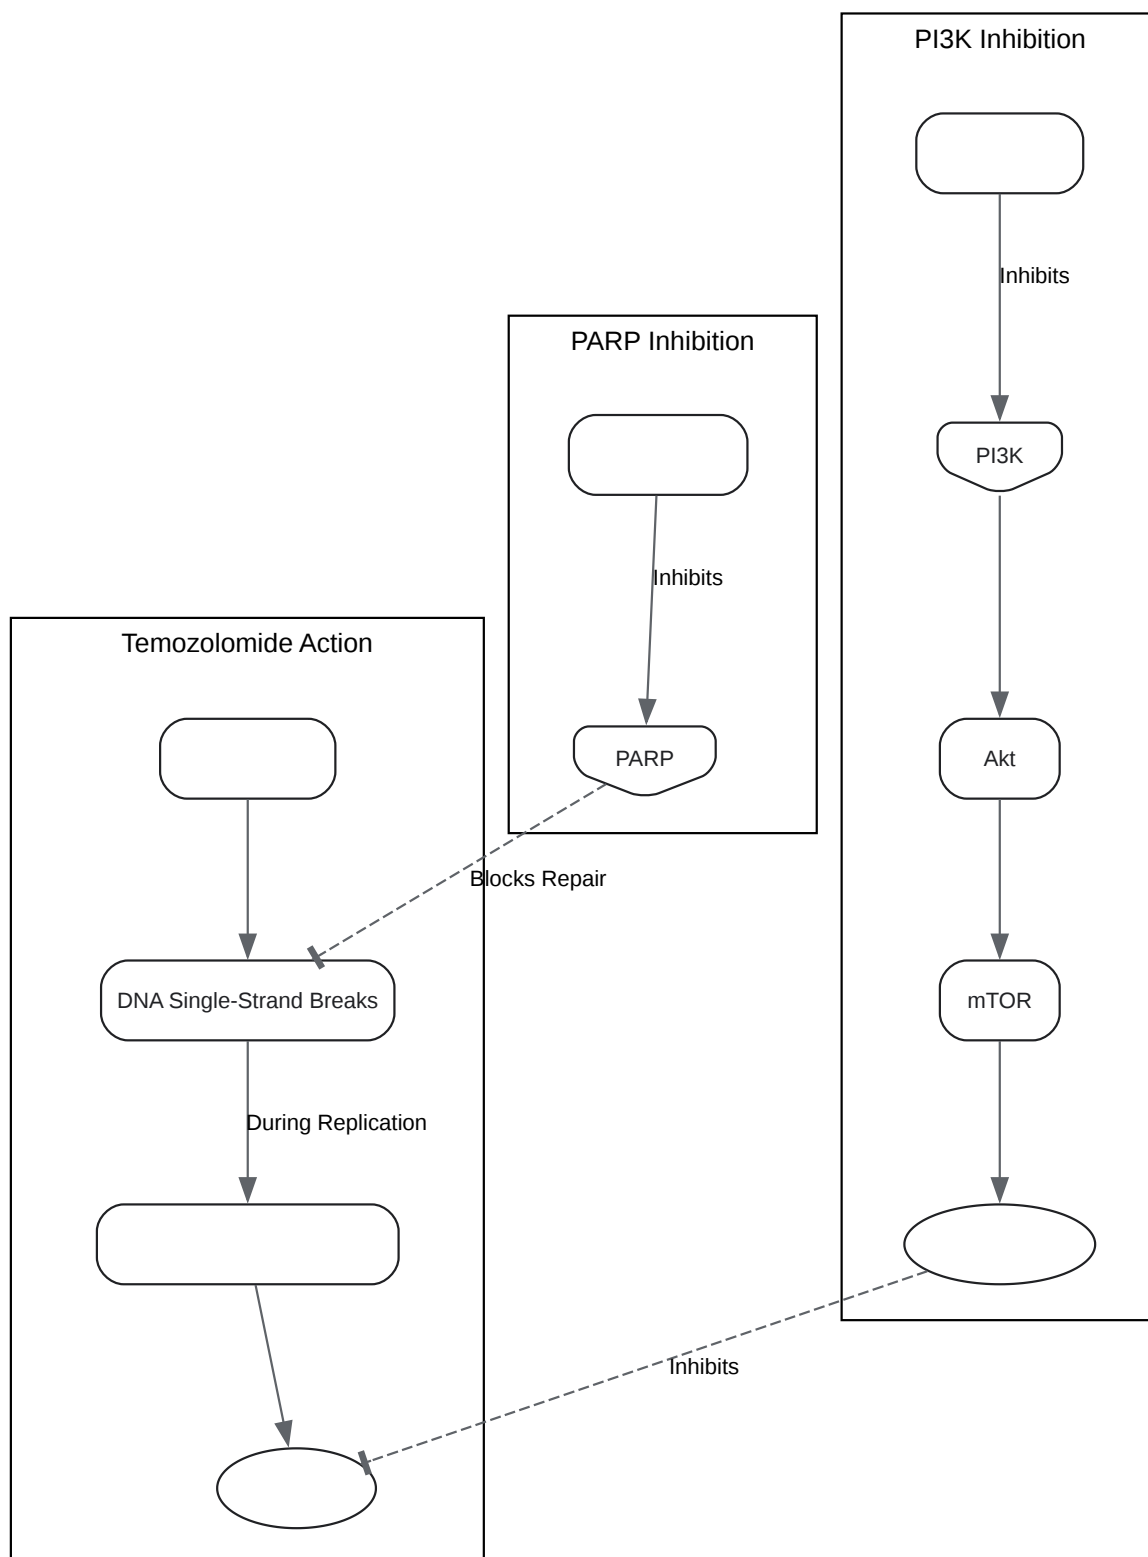 PI3K Inhibition
Inhibits
PARP Inhibition
PI3K
Inhibits
Temozolomide Action
PARP
Akt
Blocks Repair
DNA Single-Strand Breaks
mTOR
During Replication
Inhibits